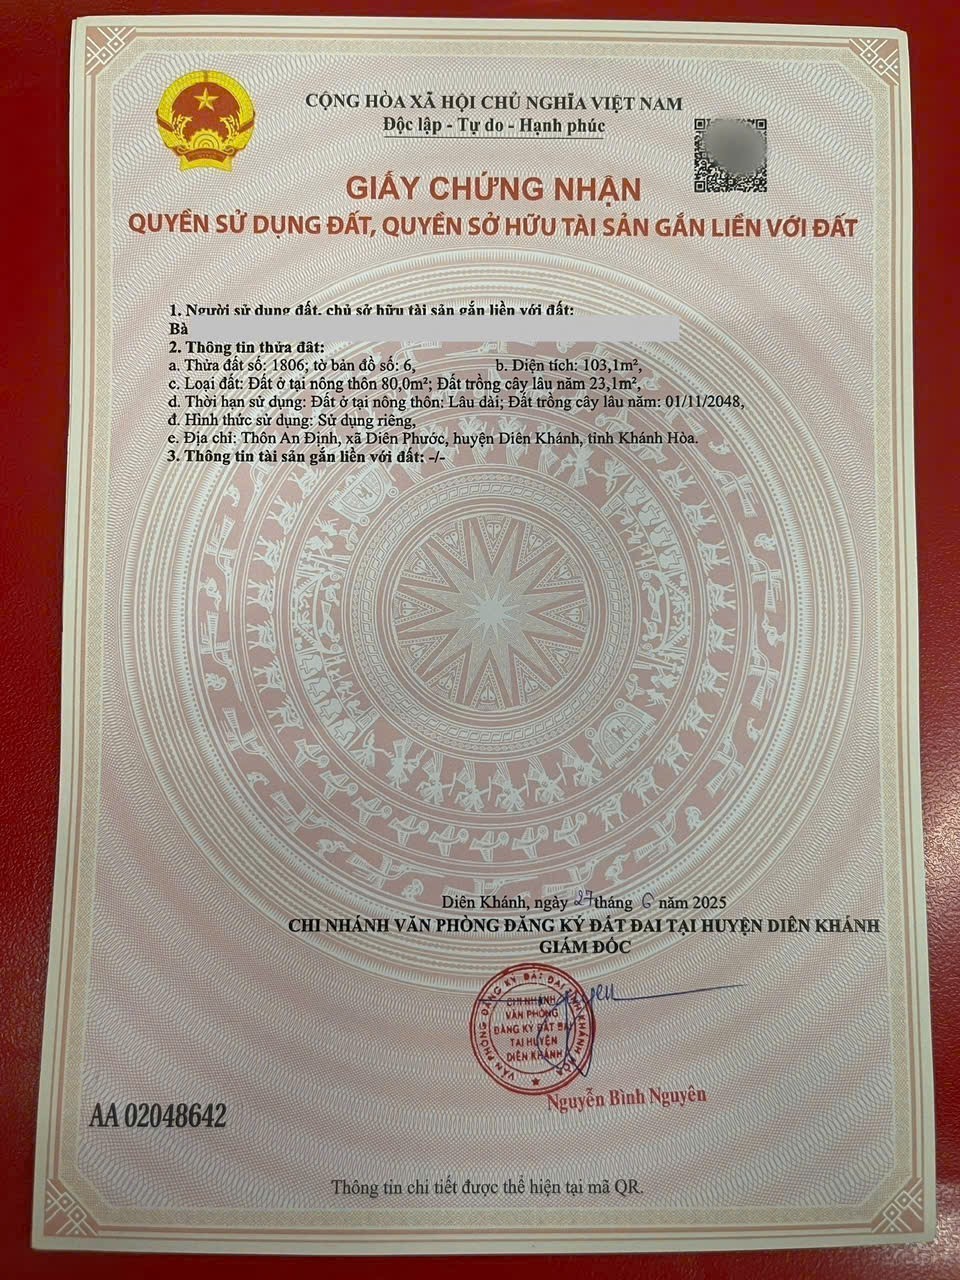 CỘNG HÒA XÃ HỘI CHỦ NGHĨA VIỆT NAM
Độc lập - Tự do - Hạnh phúc
GIẤY CHỨNG NHẬN
QUYỀN SỬ DỤNG ĐẤT, QUYỀN SỞ HỮU TÀI SẢN GẮN LIỀN VỚI ĐẤT
1. Người sử dụng đất, chủ sở hữu tài sản gắn liền với đất:
Bà
2. Thông tin thửa đất:
a. Thửa đất số: 1806; tờ bản đồ số: 6, b. Diện tích: 103,1m²,
c. Loại đất: Đất ở tại nông thôn 80,0m²; Đất trồng cây lâu năm 23,1m²,
d. Thời hạn sử dụng: Đất ở tại nông thôn: Lâu dài; Đất trồng cây lâu năm: 01/11/2048,
đ. Hình thức sử dụng: Sử dụng riêng,
e. Địa chỉ: Thôn An Định, xã Diên Phước, huyện Diên Khánh, tỉnh Khánh Hòa.
3. Thông tin tài sản gắn liền với đất: -/-
Diên Khánh, ngày 27 tháng 6 năm 2025
CHI NHÁNH VĂN PHÒNG ĐĂNG KÝ ĐẤT ĐAI TẠI HUYỆN DIÊN KHÁNH
GIÁM ĐỐC
VĂN PHÒNG ĐĂNG KÝ ĐẤT ĐAI TỈNH KHÁNH HÒA
CHI NHÁNH
VĂN PHÒNG
ĐĂNG KÝ ĐẤT ĐAI
TẠI HUYỆN
DIÊN KHÁNH
Nguyễn Bình Nguyên
AA 02048642
Thông tin chi tiết được thể hiện tại mã QR.